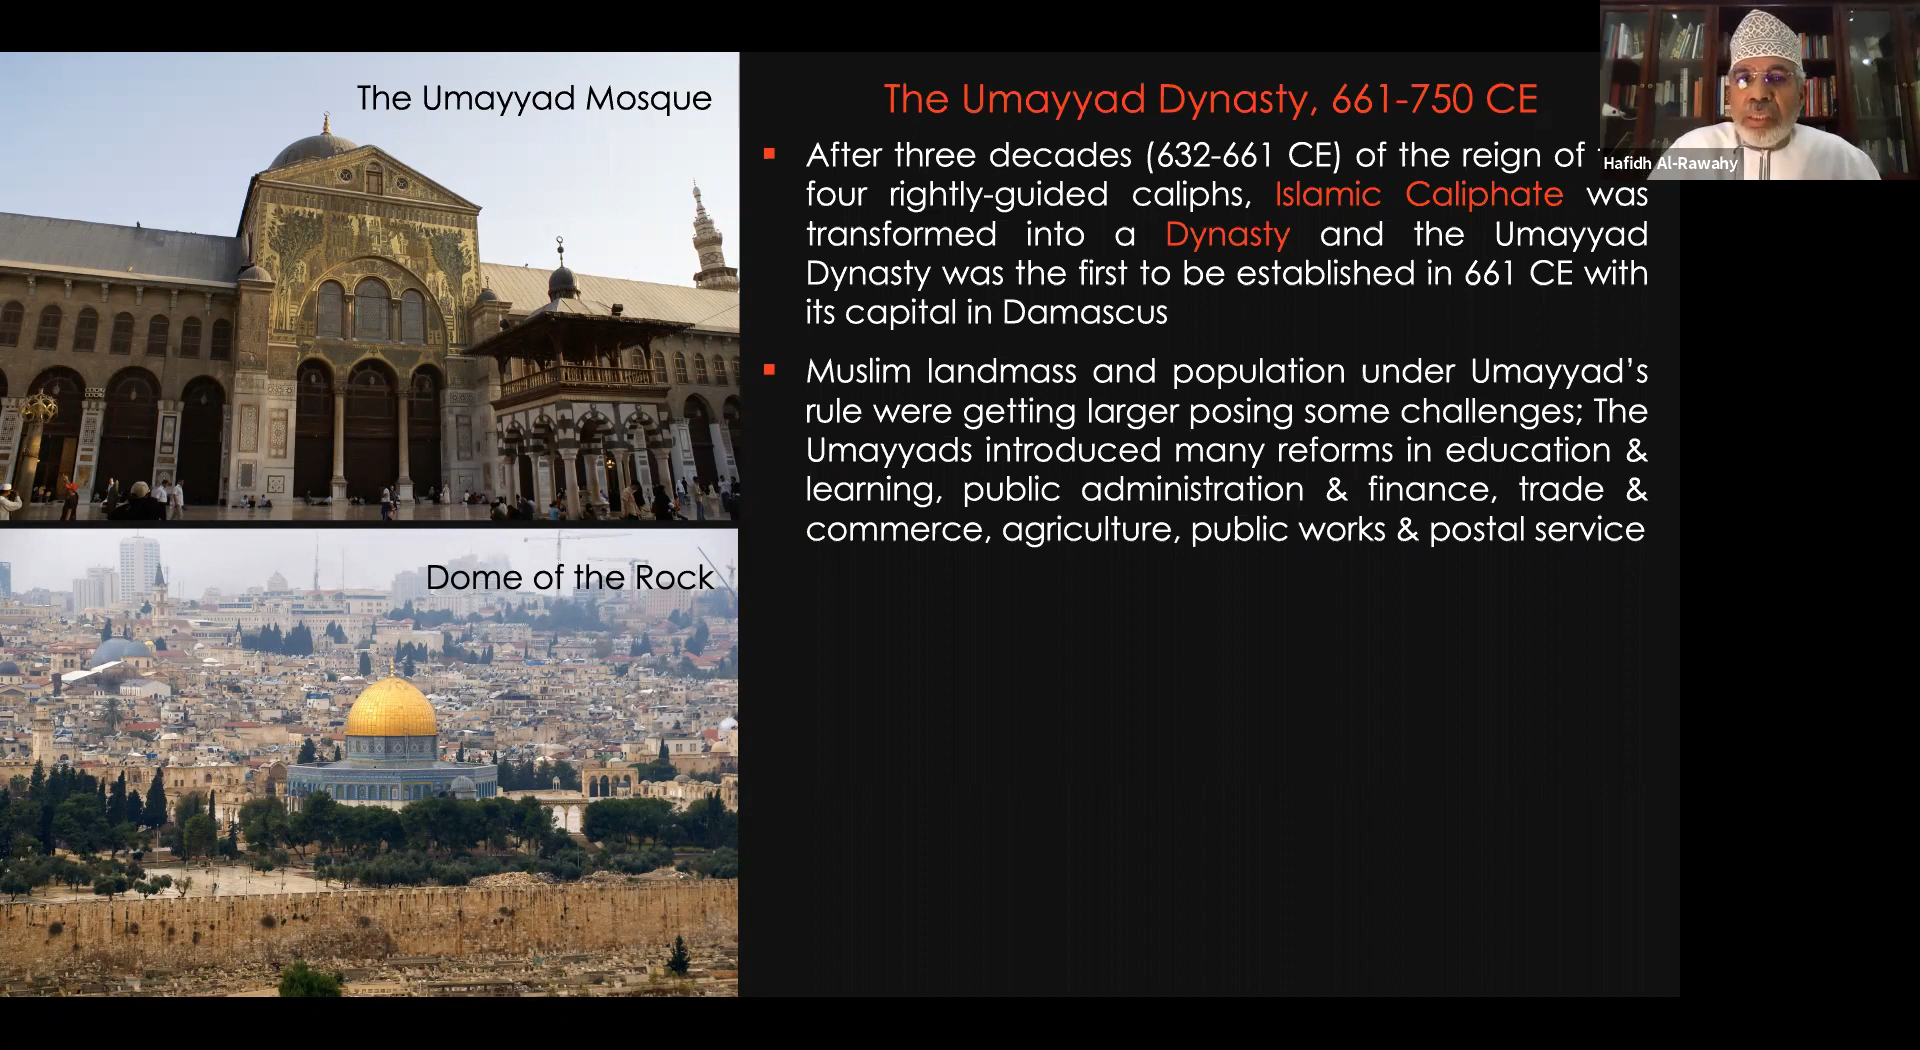 The Umayyad Mosque
Dome of the Rock
The Umayyad Dynasty, 661-750 CE
▪ After three decades (632-661 CE) of the reign of
four rightly-guided caliphs, Islamic Caliphate was
transformed into a Dynasty and the Umayyad
Dynasty was the first to be established in 661 CE with
its capital in Damascus
▪ Muslim landmass and population under Umayyad’s
rule were getting larger posing some challenges; The
Umayyads introduced many reforms in education &
learning, public administration & finance, trade &
commerce, agriculture, public works & postal service
Hafidh Al-Rawahy